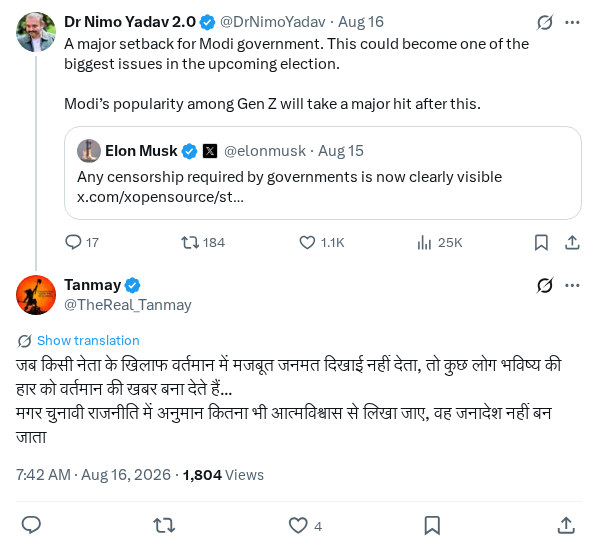 Dr Nimo Yadav 2.0 @DrNimoYadav · Aug 16
A major setback for Modi government. This could become one of the
biggest issues in the upcoming election.
Modi’s popularity among Gen Z will take a major hit after this.
Elon Musk X @elonmusk · Aug 15
Any censorship required by governments is now clearly visible
x.com/xopensource/st...
17 184 1.1K 25K
Tanmay
@TheReal_Tanmay
Show translation
जब किसी नेता के खिलाफ वर्तमान में मजबूत जनमत दिखाई नहीं देता, तो कुछ लोग भविष्य की
हार को वर्तमान की खबर बना देते हैं...
मगर चुनावी राजनीति में अनुमान कितना भी आत्मविश्वास से लिखा जाए, वह जनादेश नहीं बन
जाता
7:42 AM · Aug 16, 2026 · 1,804 Views
4